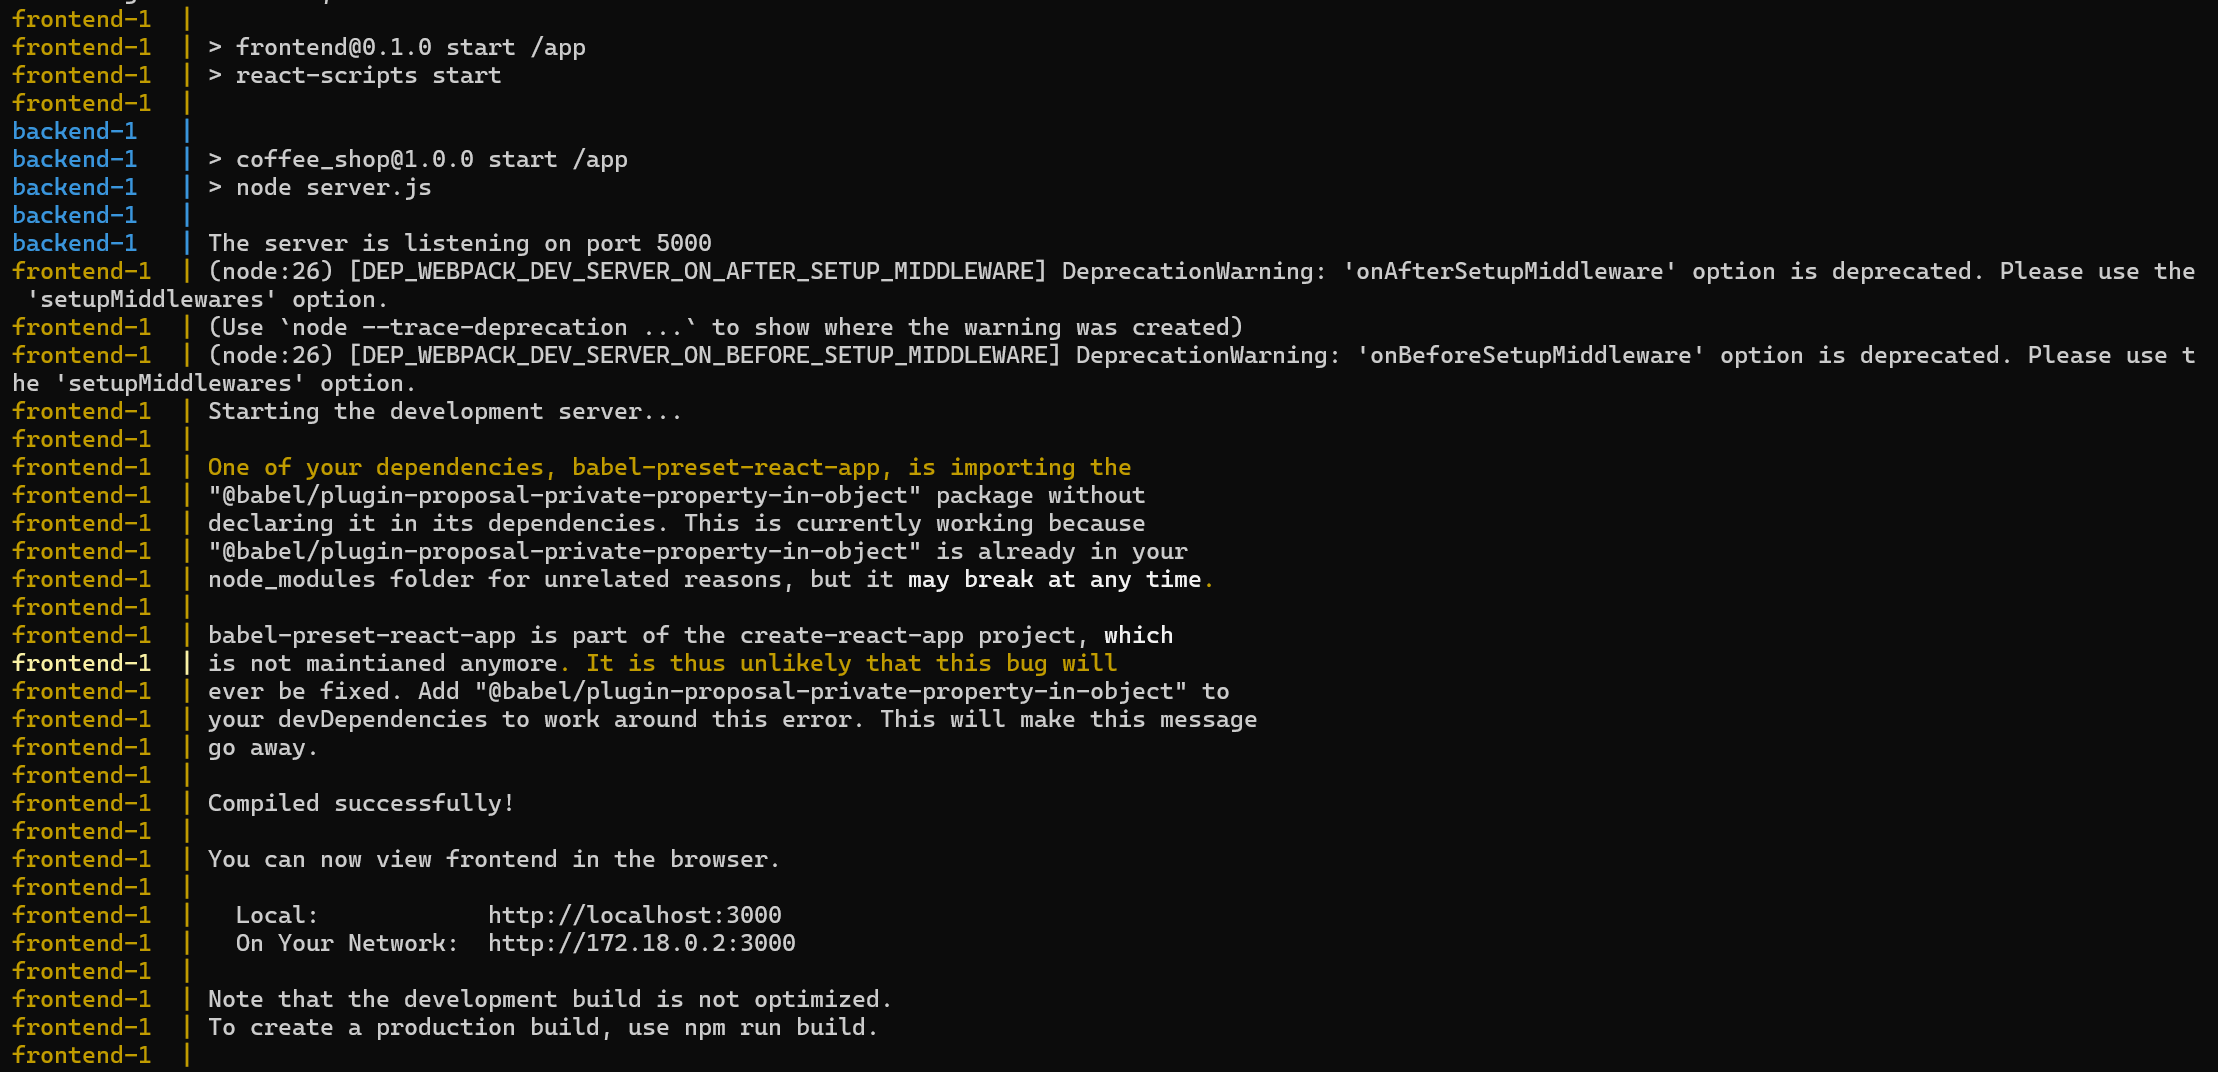 frontend-1  |
frontend-1  | > frontend@0.1.0 start /app
frontend-1  | > react-scripts start
frontend-1  |
backend-1   |
backend-1   | > coffee_shop@1.0.0 start /app
backend-1   | > node server.js
backend-1   |
backend-1   | The server is listening on port 5000
frontend-1  | (node:26) [DEP_WEBPACK_DEV_SERVER_ON_AFTER_SETUP_MIDDLEWARE] DeprecationWarning: 'onAfterSetupMiddleware' option is deprecated. Please use the
 'setupMiddlewares' option.
frontend-1  | (Use `node --trace-deprecation ...` to show where the warning was created)
frontend-1  | (node:26) [DEP_WEBPACK_DEV_SERVER_ON_BEFORE_SETUP_MIDDLEWARE] DeprecationWarning: 'onBeforeSetupMiddleware' option is deprecated. Please use t
he 'setupMiddlewares' option.
frontend-1  | Starting the development server...
frontend-1  |
frontend-1  | One of your dependencies, babel-preset-react-app, is importing the
frontend-1  | "@babel/plugin-proposal-private-property-in-object" package without
frontend-1  | declaring it in its dependencies. This is currently working because
frontend-1  | "@babel/plugin-proposal-private-property-in-object" is already in your
frontend-1  | node_modules folder for unrelated reasons, but it may break at any time.
frontend-1  |
frontend-1  | babel-preset-react-app is part of the create-react-app project, which
frontend-1  | is not maintianed anymore. It is thus unlikely that this bug will
frontend-1  | ever be fixed. Add "@babel/plugin-proposal-private-property-in-object" to
frontend-1  | your devDependencies to work around this error. This will make this message
frontend-1  | go away.
frontend-1  |
frontend-1  | Compiled successfully!
frontend-1  |
frontend-1  | You can now view frontend in the browser.
frontend-1  |
frontend-1  |   Local:            http://localhost:3000
frontend-1  |   On Your Network:  http://172.18.0.2:3000
frontend-1  |
frontend-1  | Note that the development build is not optimized.
frontend-1  | To create a production build, use npm run build.
frontend-1  |